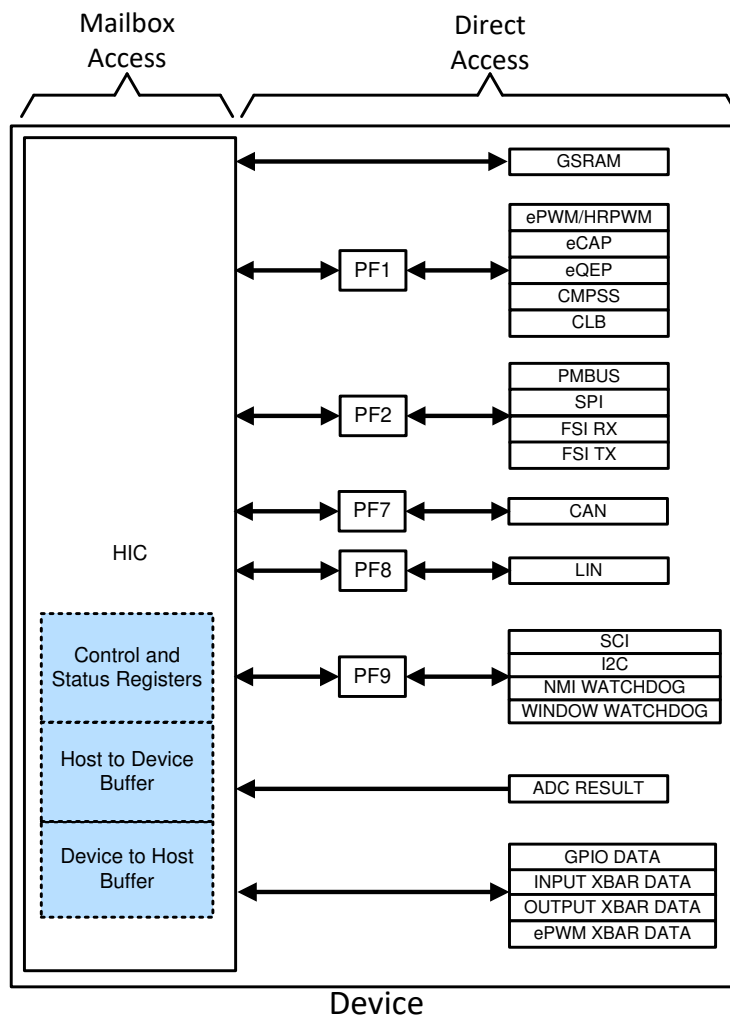 Mailbox
Access
Direct
Access
GSRAM
ePWM/HRPWM
eCAP
PF1
eQEP
CMPSS
CLB
PMBUS
SPI
PF2
FSI RX
FSI TX
PF7
CAN
HIC
PF8
LIN
Control and
Status Registers
PF9
SCI
I2C
NMI WATCHDOG
WINDOW WATCHDOG
Host to Device
Buffer
ADC RESULT
Device to Host
Buffer
GPIO DATA
INPUT XBAR DATA
OUTPUT XBAR DATA
ePWM XBAR DATA
Device